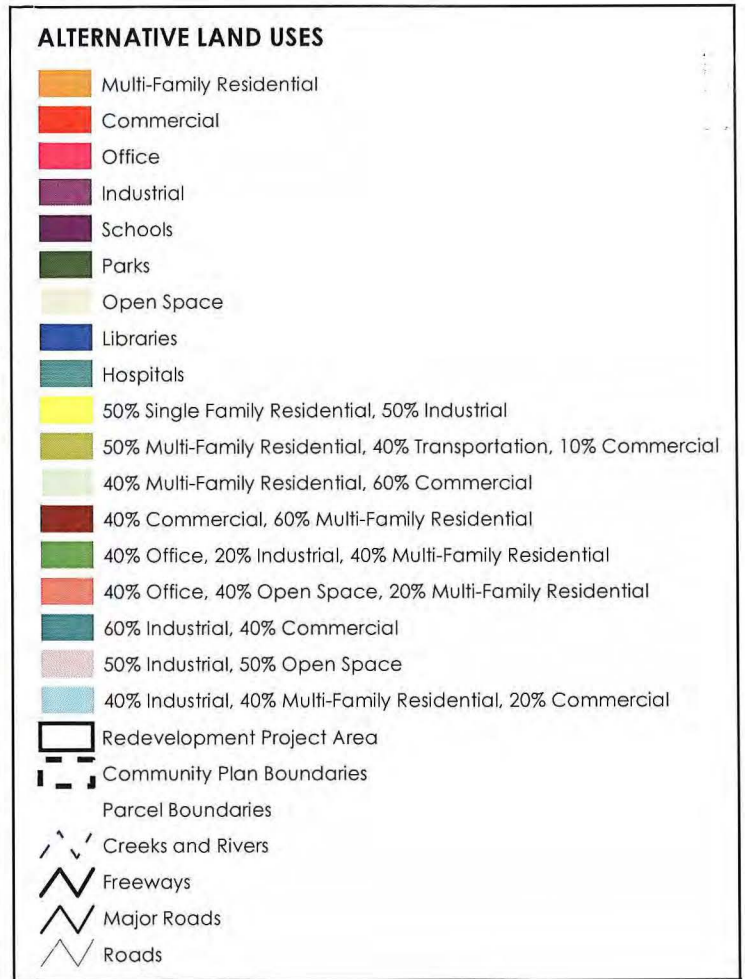 ALTERNATIVE LAND USES
Multi-Family Residential
Commercial
Office
Industrial
Schools
Parks
Open Space
Libraries
Hospitals
50% Single Family Residential, 50% Industrial
50% Multi-Family Residential, 40% Transportation, 10% Commercial
40% Multi-Family Residential, 60% Commercial
40% Commercial, 60% Multi-Family Residential
40% Office, 20% Industrial, 40% Multi-Family Residential
40% Office, 40% Open Space, 20% Multi-Family Residential
60% Industrial, 40% Commercial
50% Industrial, 50% Open Space
40% Industrial, 40% Multi-Family Residential, 20% Commercial
Redevelopment Project Area
Community Plan Boundaries
Parcel Boundaries
Creeks and Rivers
Freeways
Major Roads
Roads